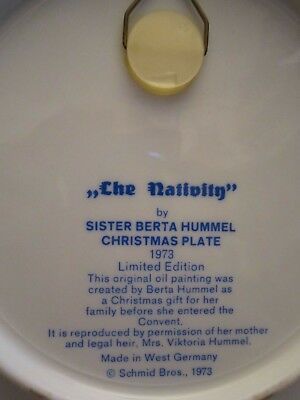 „The Nativity”
by
SISTER BERTA HUMMEL
CHRISTMAS PLATE
1973
Limited Edition
This original oil painting was
created by Berta Hummel as
a Christmas gift for her
family before she entered the
Convent.
It is reproduced by permission of her mother
and legal heir, Mrs. Viktoria Hummel.
Made in West Germany
© Schmid Bros., 1973